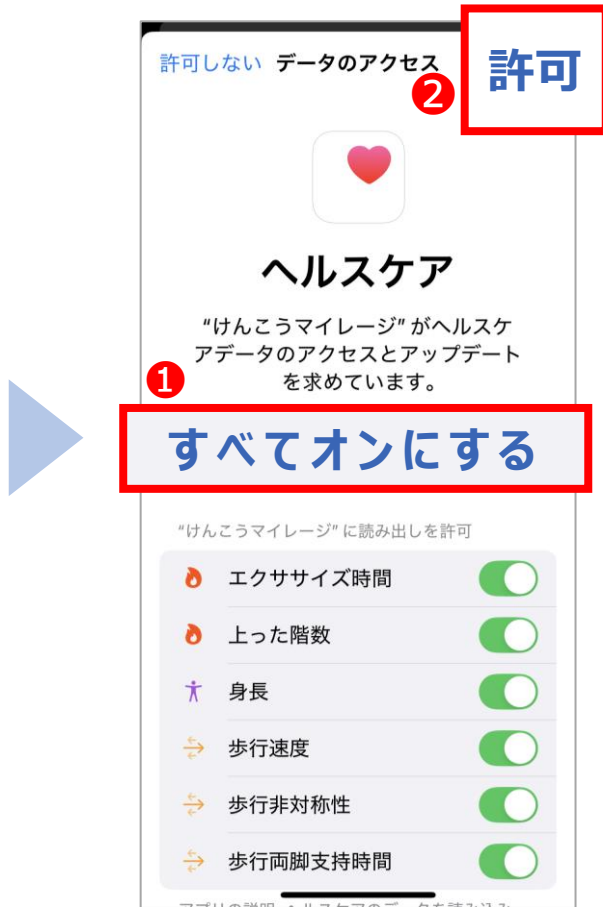 許可しない データのアクセス
❷ 許可
ヘルスケア
“けんこうマイレージ” がヘルスケ
アデータのアクセスとアップデート
を求めています。
❶
すべてオンにする
“けんこうマイレージ” に読み出しを許可
エクササイズ時間
上った階数
身長
歩行速度
歩行非対称性
歩行両脚支持時間